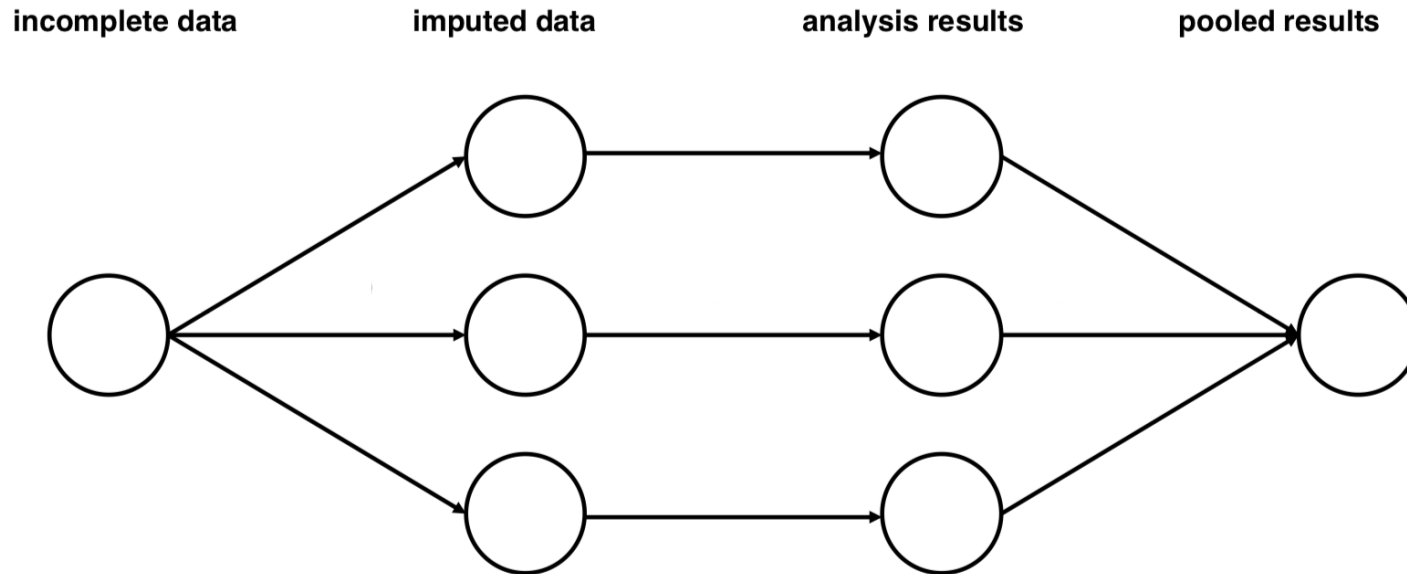 incomplete data imputed data analysis results pooled results